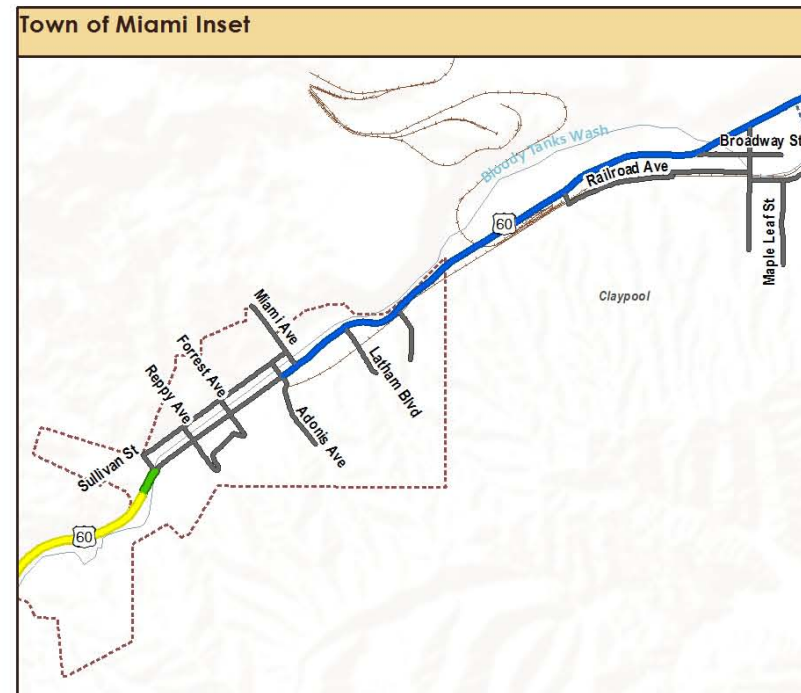 Town of Miami Inset
Bloody Tanks Wash
Broadway St
Railroad Ave
60
Maple Leaf St
Claypool
Miami Ave
Forrest Ave
Reppy Ave
Latham Blvd
Adonis Ave
Sullivan St
60